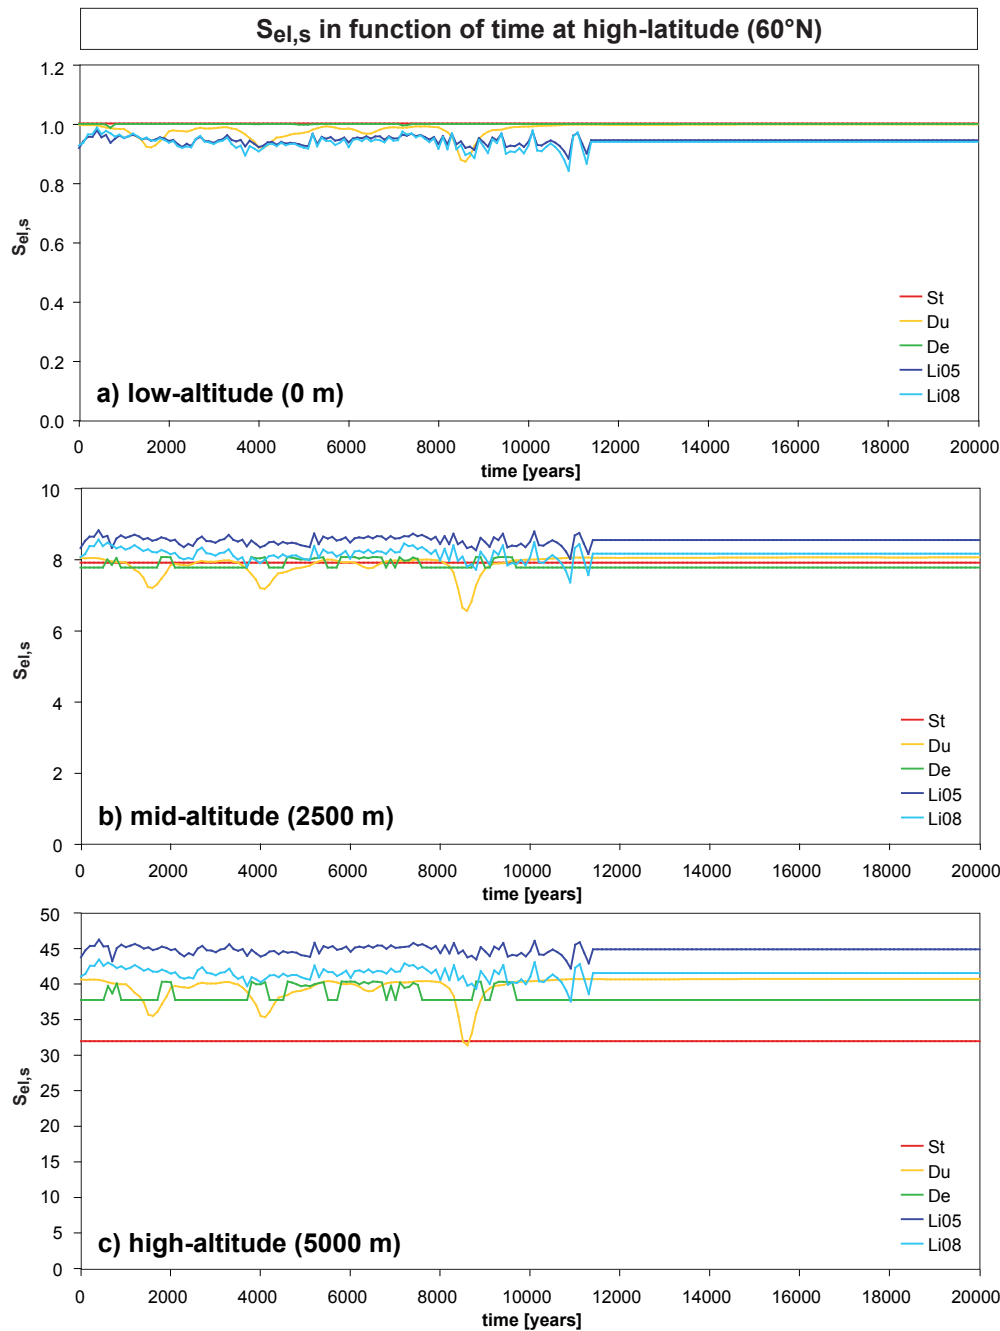 Sel,s in function of time at high-latitude (60°N)
1.2
1.0
0.8
0.6
0.4
0.2
0.0
Sel,s
St
Du
De
Li05
Li08
a) low-altitude (0 m)
0 2000 4000 6000 8000 10000 12000 14000 16000 18000 20000
time [years]
10
8
6
4
2
0
Sel,s
St
Du
De
Li05
Li08
b) mid-altitude (2500 m)
0 2000 4000 6000 8000 10000 12000 14000 16000 18000 20000
time [years]
50
45
40
35
30
25
20
15
10
5
0
Sel,s
St
Du
De
Li05
Li08
c) high-altitude (5000 m)
0 2000 4000 6000 8000 10000 12000 14000 16000 18000 20000
time [years]